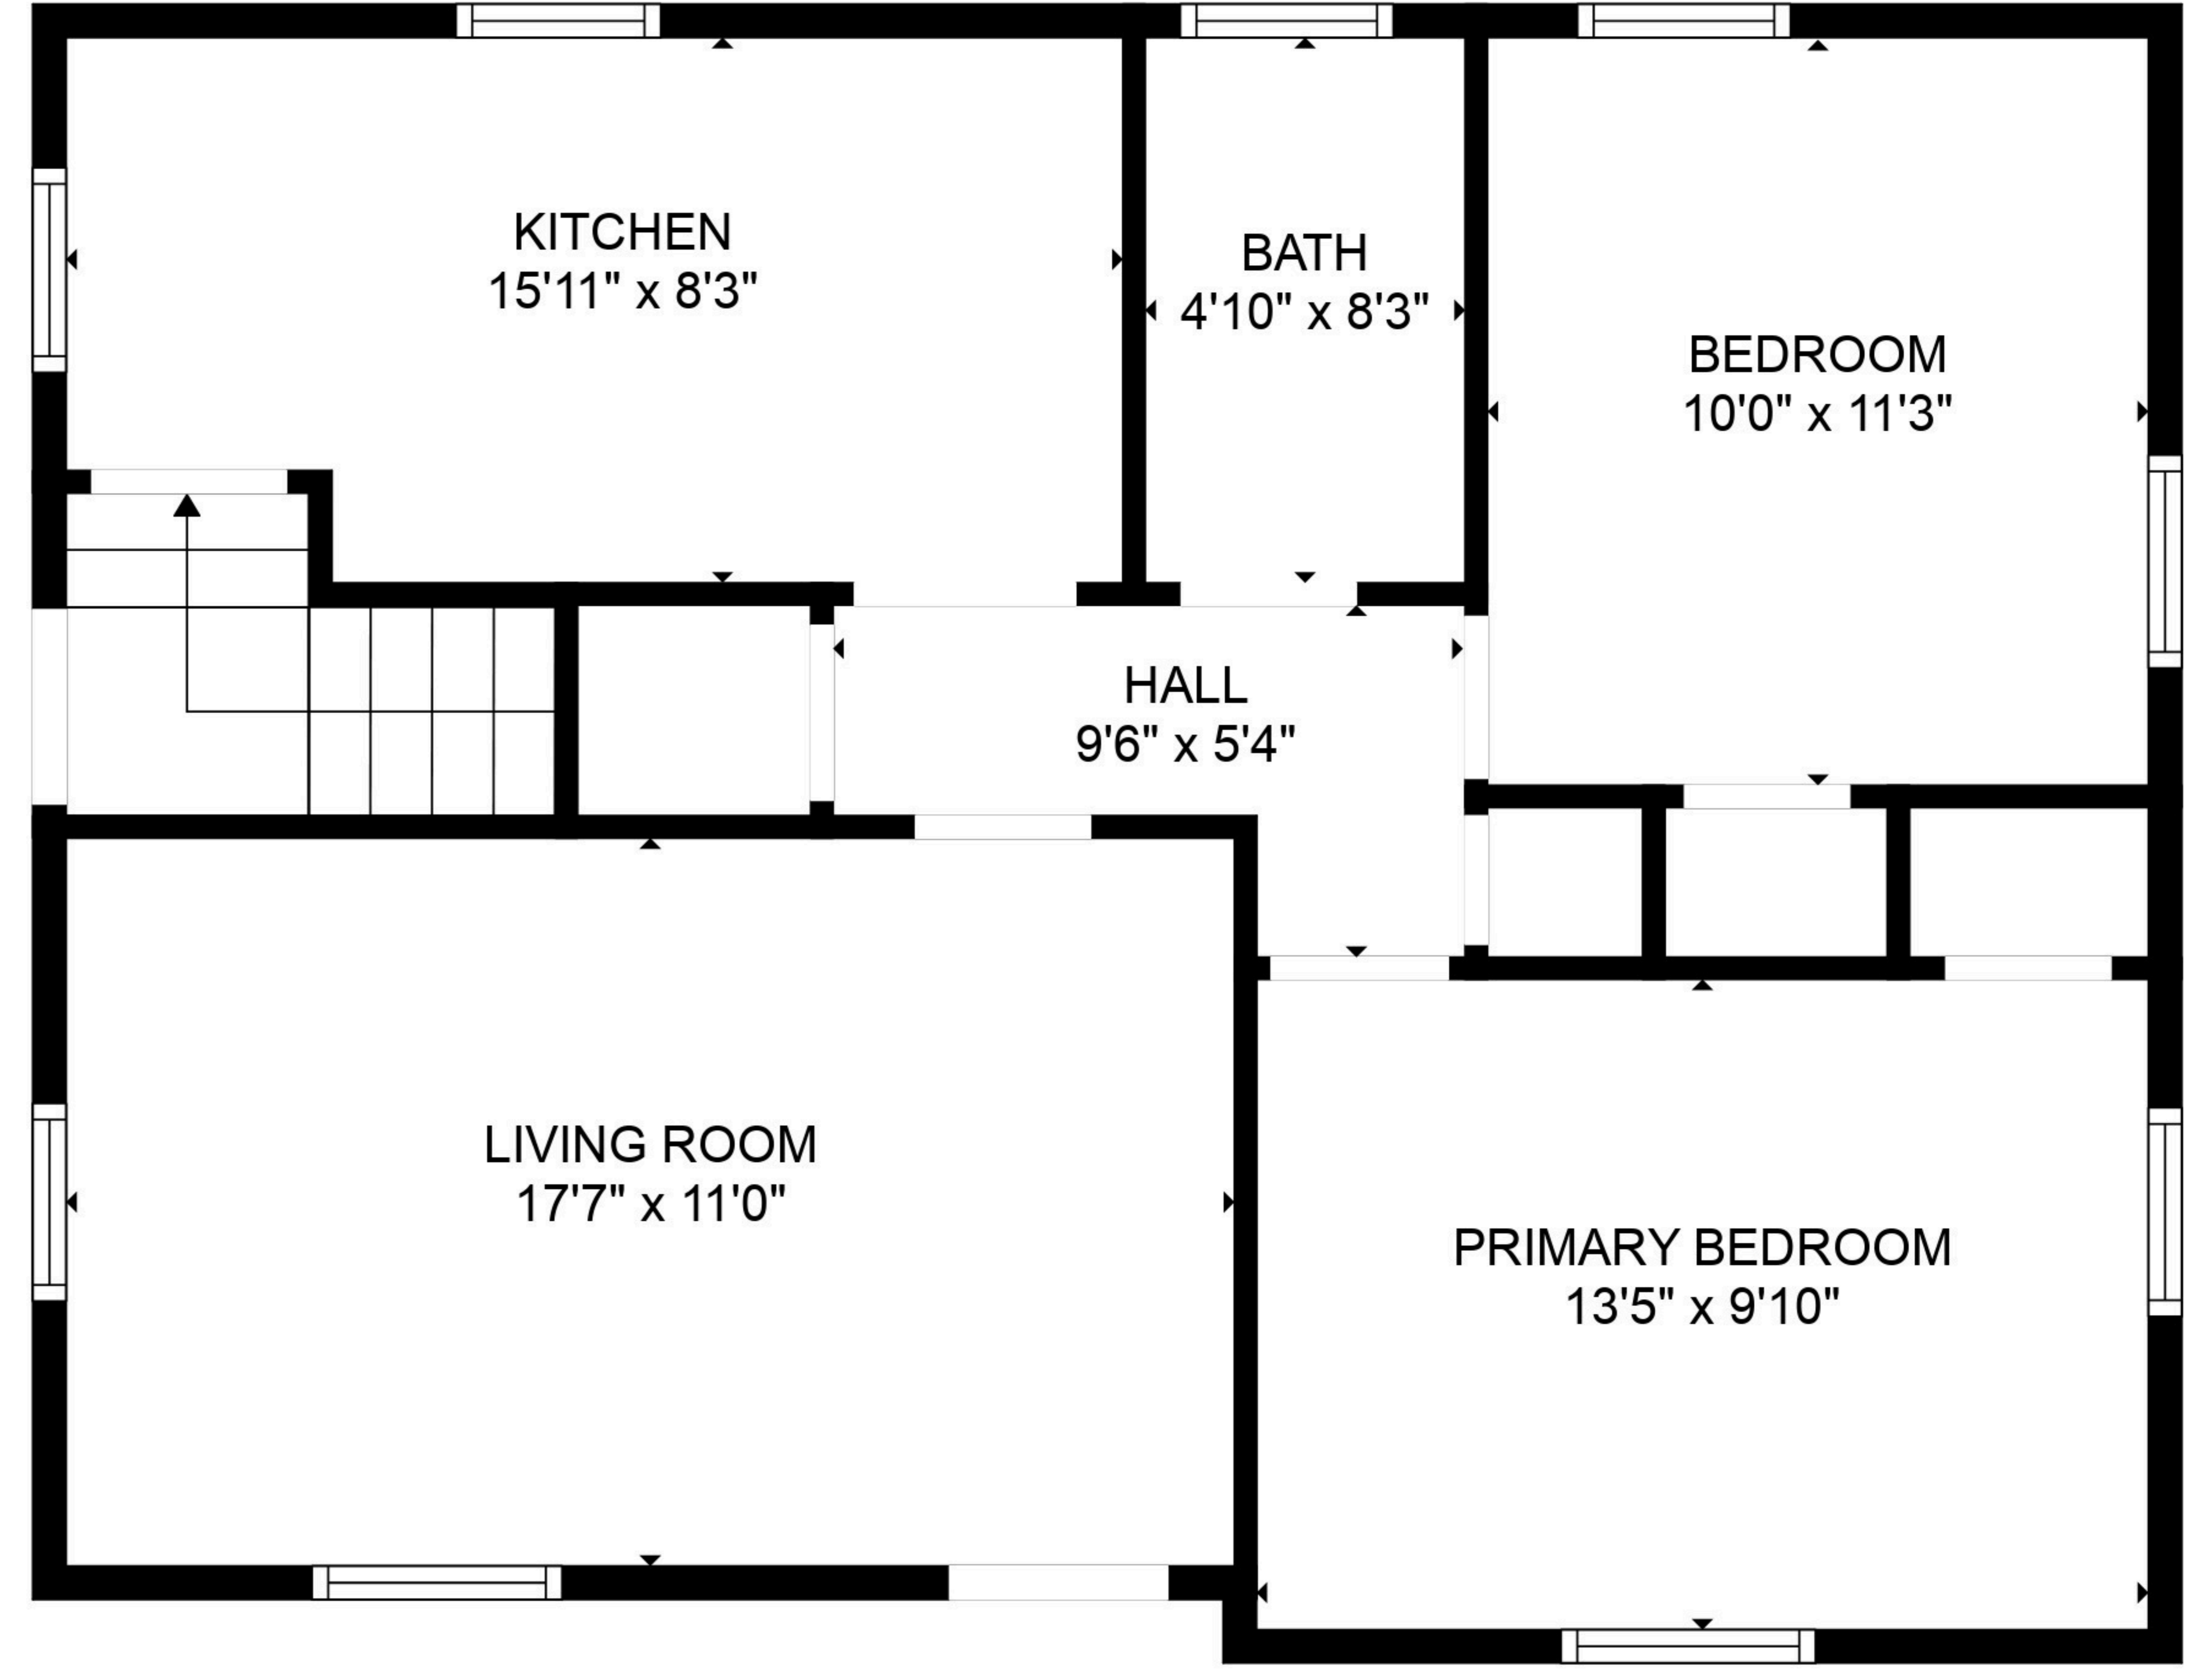 KITCHEN
15'11" x 8'3"
BATH
4'10" x 8'3"
BEDROOM
10'0" x 11'3"
HALL
9'6" x 5'4"
LIVING ROOM
17'7" x 11'0"
PRIMARY BEDROOM
13'5" x 9'10"